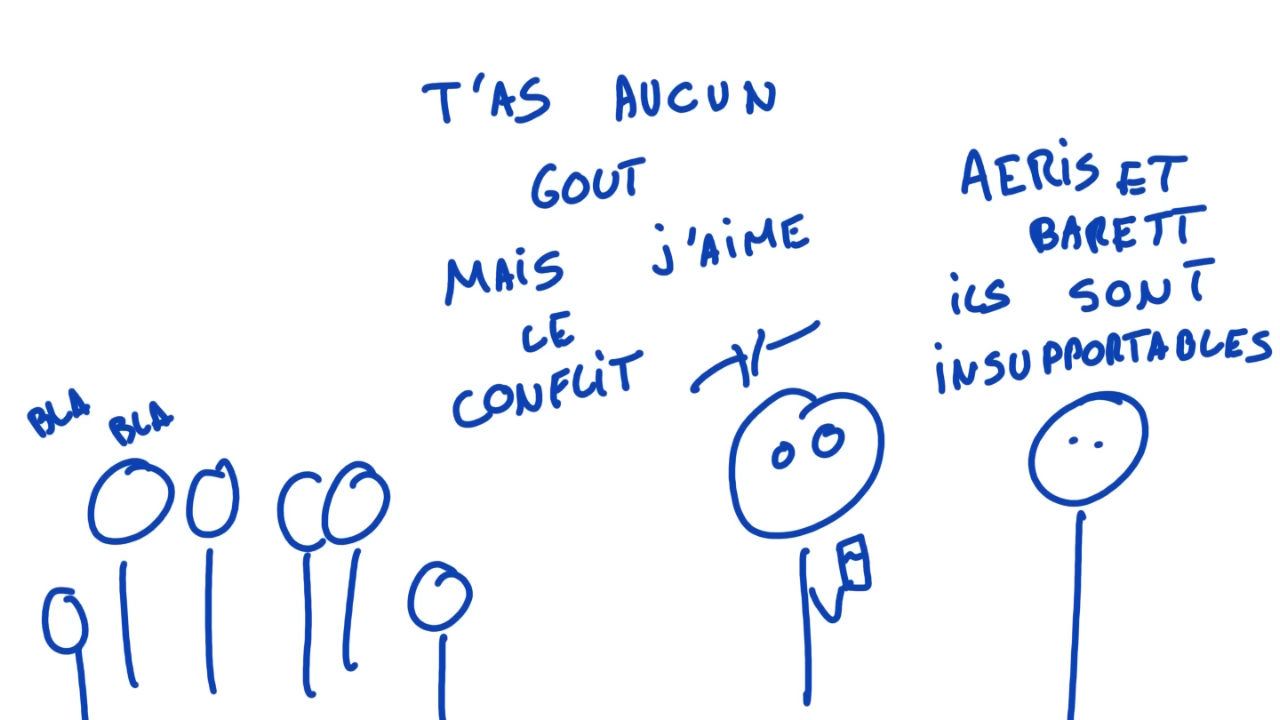 T'AS AUCUN
GOUT
MAIS J'AIME
LE
CONFLIT
AERIS ET
BARETT
ILS SONT
INSUPPORTABLES
BLA
BLA